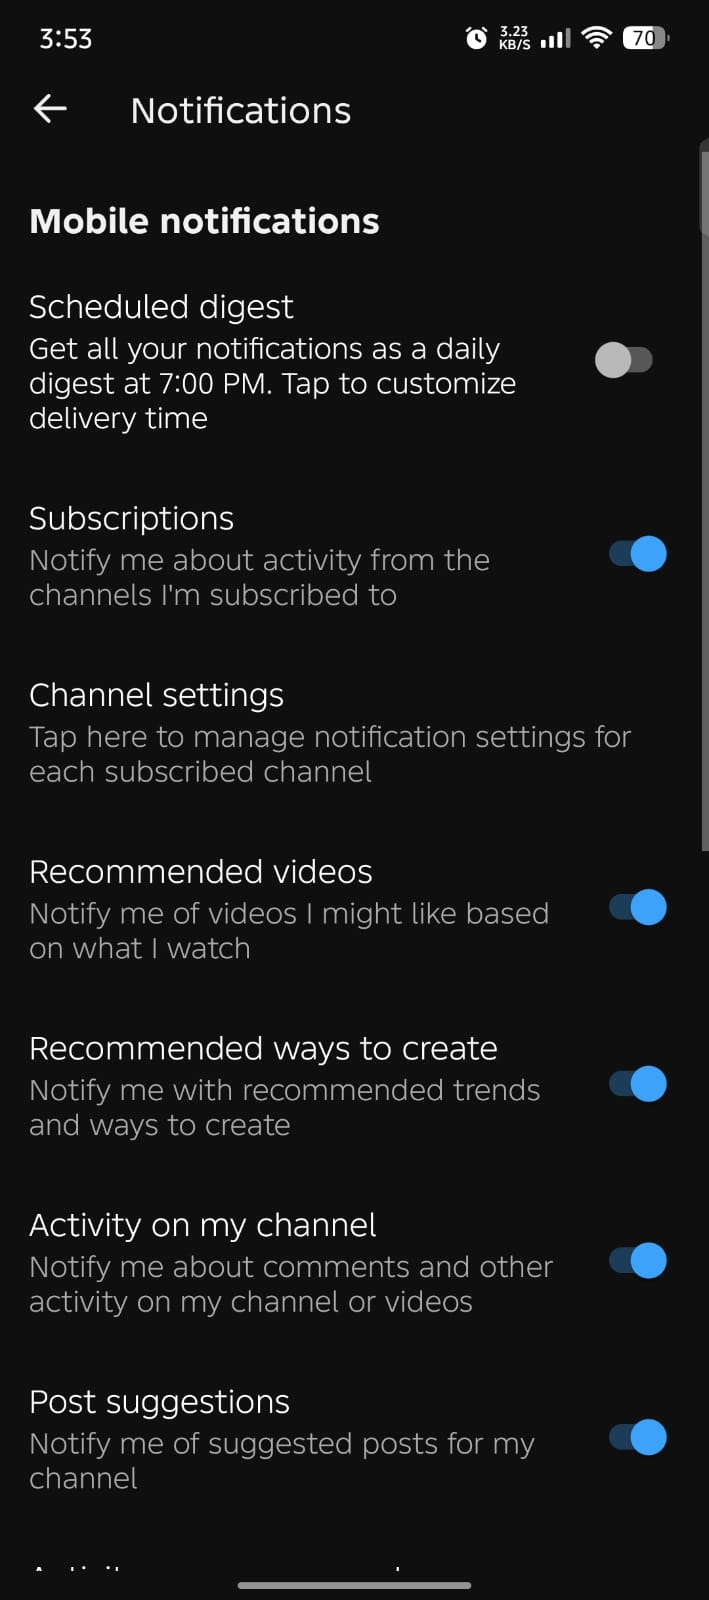 3:53
3.23
KB/S
70
Notifications
Mobile notifications
Scheduled digest
Get all your notifications as a daily
digest at 7:00 PM. Tap to customize
delivery time
Subscriptions
Notify me about activity from the
channels I'm subscribed to
Channel settings
Tap here to manage notification settings for
each subscribed channel
Recommended videos
Notify me of videos I might like based
on what I watch
Recommended ways to create
Notify me with recommended trends
and ways to create
Activity on my channel
Notify me about comments and other
activity on my channel or videos
Post suggestions
Notify me of suggested posts for my
channel